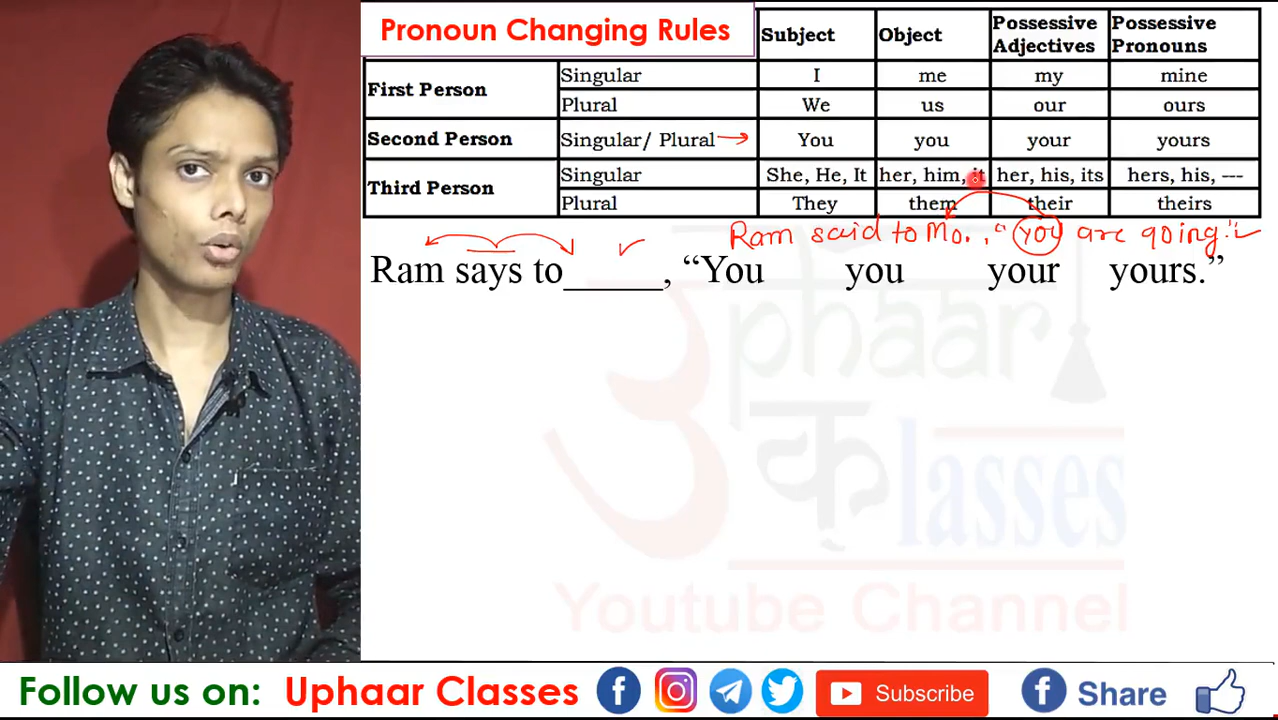 Pronoun Changing Rules
Subject Object Possessive Adjectives Possessive Pronouns
First Person Singular I me my mine
Plural We us our ours
Second Person Singular/ Plural You you your yours
Third Person Singular She, He, It her, him, it her, his, its hers, his, ---
Plural They them their theirs
Ram said to Mo., "you are going."
Ram says to_____, “You you your yours.”
uphaar
क lasses
Youtube Channel
Follow us on: Uphaar Classes Subscribe Share